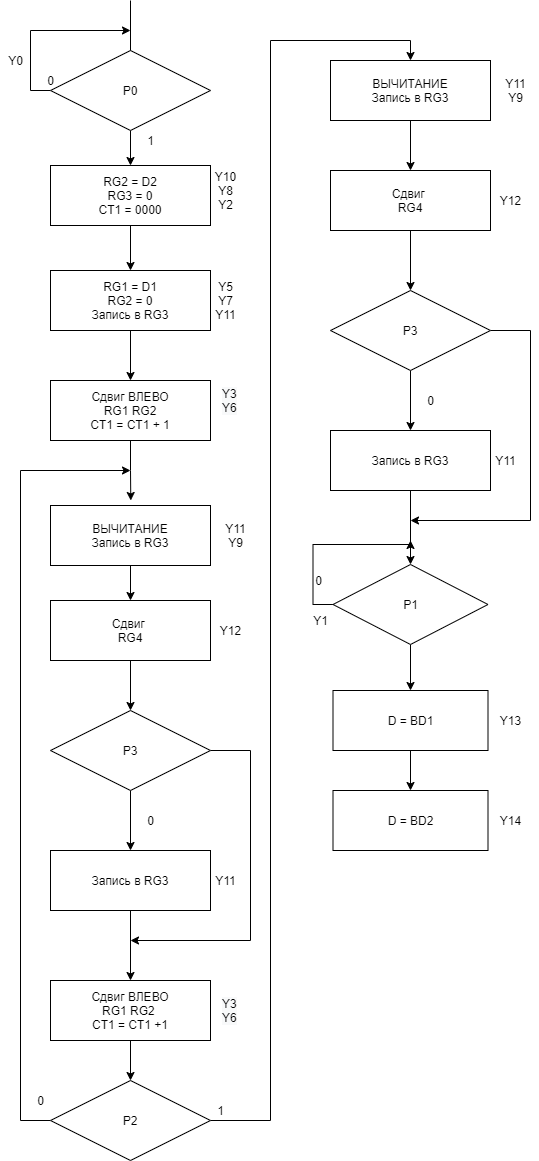 Y0
0
P0
1
RG2 = D2
RG3 = 0
CT1 = 0000
Y10
Y8
Y2
RG1 = D1
RG2 = 0
Запись в RG3
Y5
Y7
Y11
Сдвиг ВЛЕВО
RG1 RG2
CT1 = CT1 + 1
Y3
Y6
ВЫЧИТАНИЕ
Запись в RG3
Y11
Y9
Сдвиг
RG4
Y12
P3
0
Запись в RG3
Y11
Сдвиг ВЛЕВО
RG1 RG2
CT1 = CT1 +1
Y3
Y6
0
P2
1
ВЫЧИТАНИЕ
Запись в RG3
Y11
Y9
Сдвиг
RG4
Y12
P3
0
Запись в RG3
Y11
0
P1
Y1
D = BD1
Y13
D = BD2
Y14